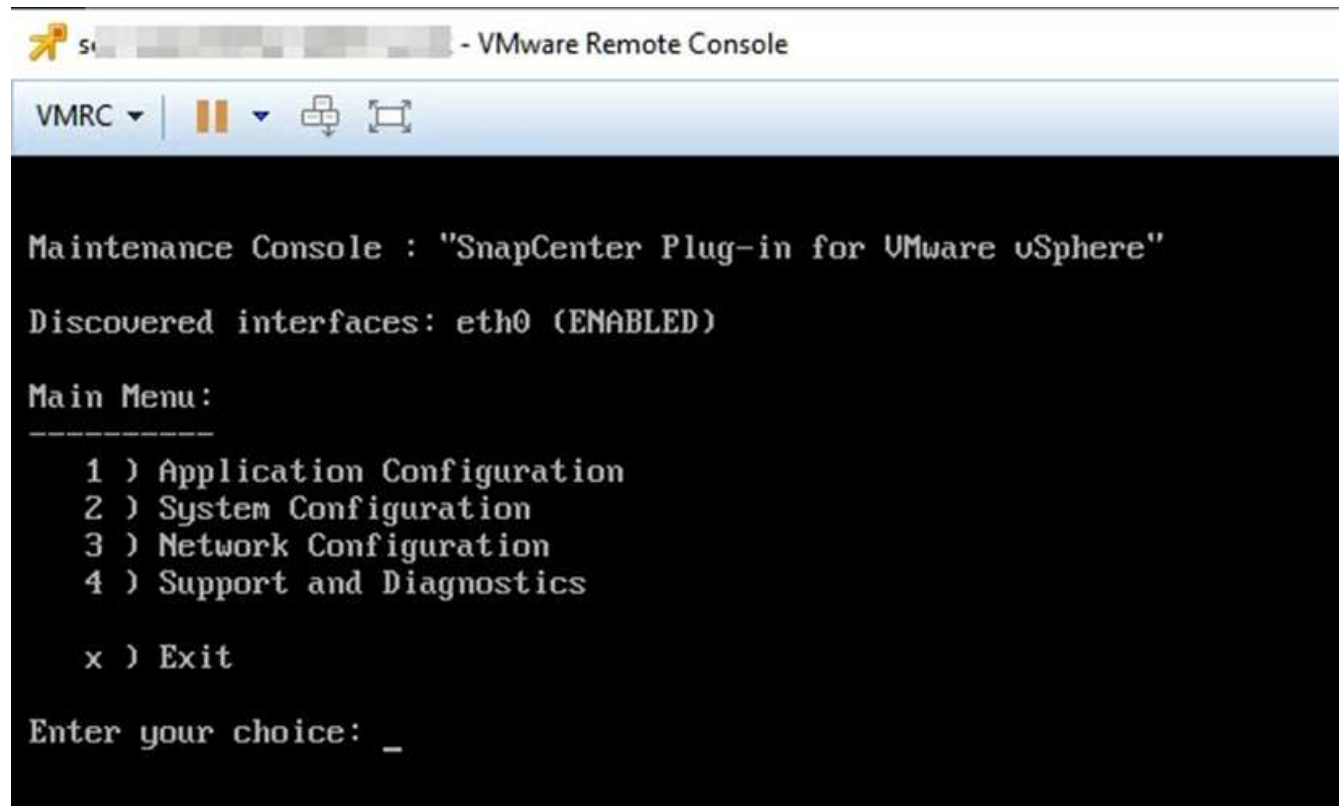 - VMware Remote Console
VMRC
Maintenance Console : "SnapCenter Plug-in for VMware vSphere"
Discovered interfaces: eth0 (ENABLED)
Main Menu:
----------
1 ) Application Configuration
2 ) System Configuration
3 ) Network Configuration
4 ) Support and Diagnostics
x ) Exit
Enter your choice: _